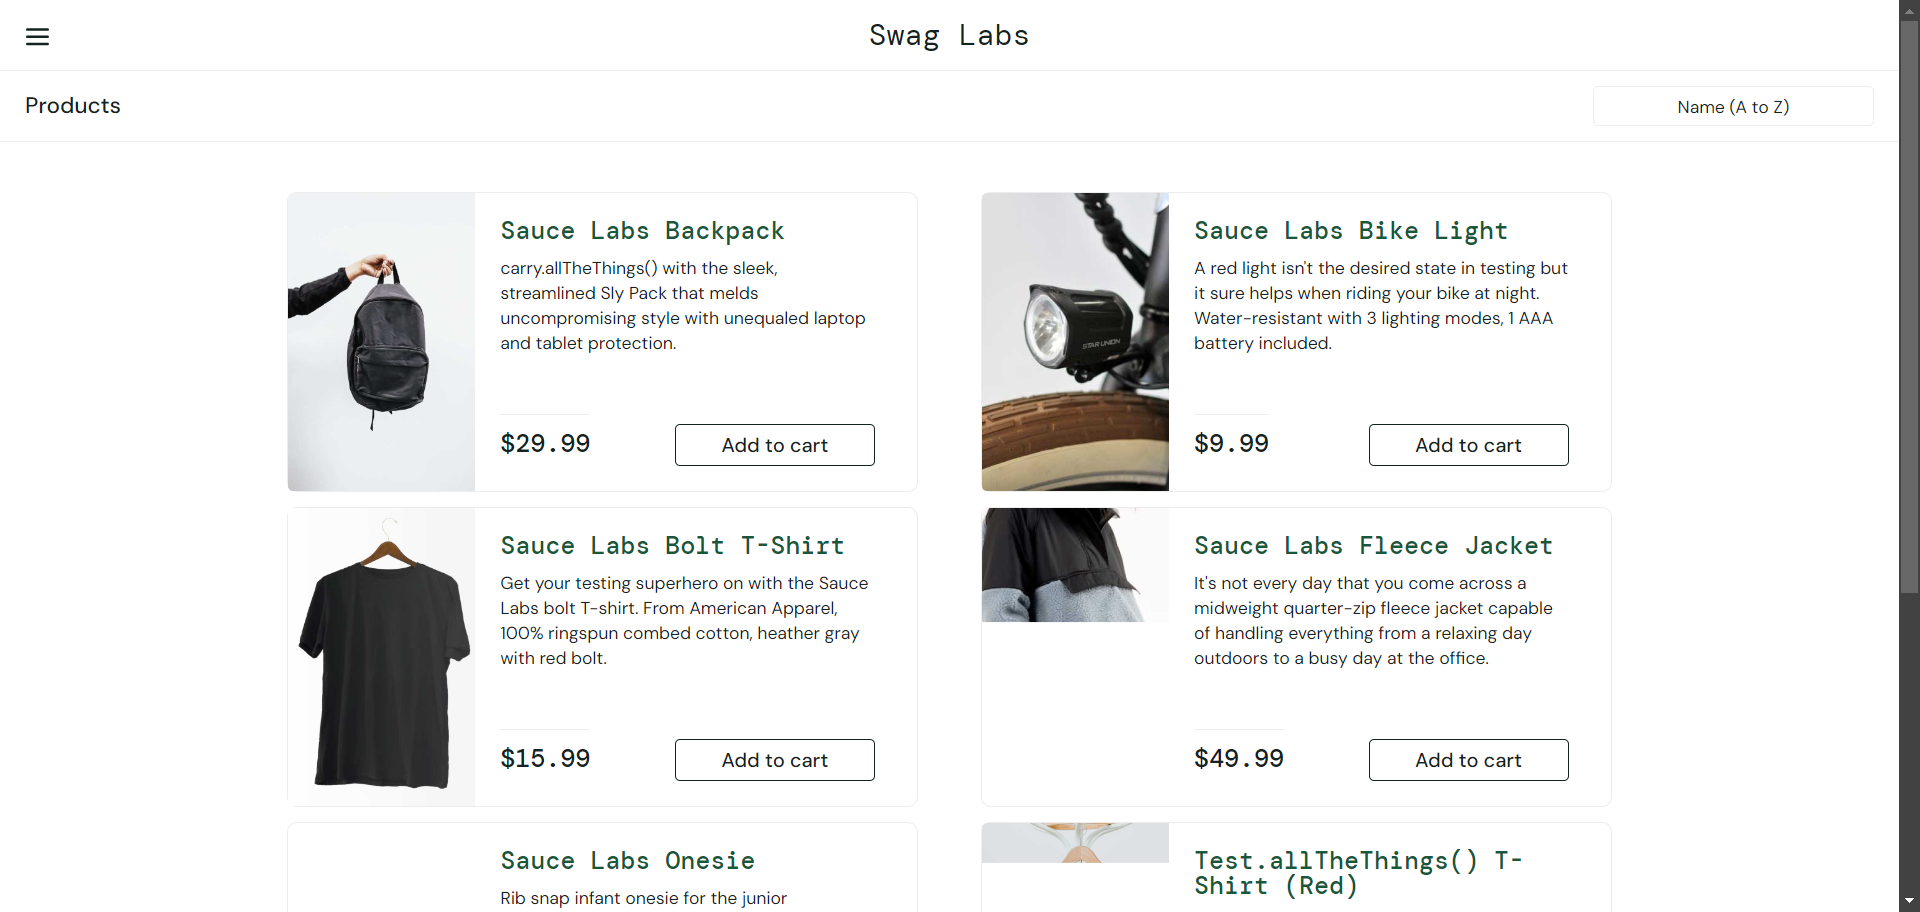 Swag Labs
Products
Name (A to Z)
Sauce Labs Backpack
carry.allTheThings() with the sleek,
streamlined Sly Pack that melds
uncompromising style with unequaled laptop
and tablet protection.
$29.99
Add to cart
Sauce Labs Bike Light
A red light isn't the desired state in testing but
it sure helps when riding your bike at night.
Water-resistant with 3 lighting modes, 1 AAA
battery included.
STAR UNION
$9.99
Add to cart
Sauce Labs Bolt T-Shirt
Get your testing superhero on with the Sauce
Labs bolt T-shirt. From American Apparel,
100% ringspun combed cotton, heather gray
with red bolt.
$15.99
Add to cart
Sauce Labs Fleece Jacket
It's not every day that you come across a
midweight quarter-zip fleece jacket capable
of handling everything from a relaxing day
outdoors to a busy day at the office.
$49.99
Add to cart
Sauce Labs Onesie
Rib snap infant onesie for the junior
Test.allTheThings() T-
Shirt (Red)